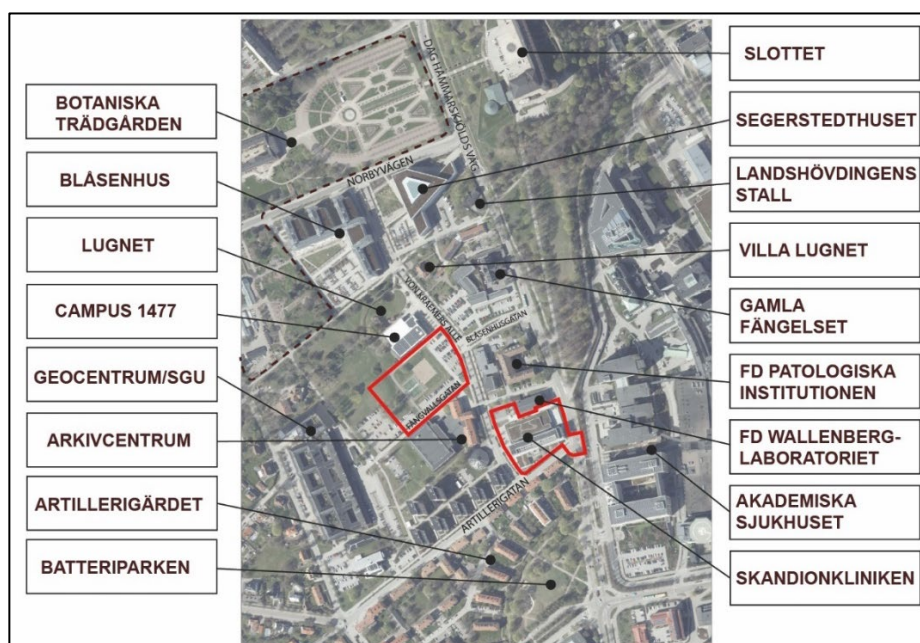 BOTANISKA
TRÄDGÅRDEN
BLÅSENHUS
LUGNET
CAMPUS 1477
GEOCENTRUM/SGU
ARKIVCENTRUM
ARTILLERIGÄRDET
BATTERIPARKEN
DAG HAMMARSKJÖLDS VÄG
NORBYVÄGEN
VON KRAEMERS ALLÉ
BLÅSENHUSGATAN
FÄNGVALLSGATAN
ARTILLERIGATAN
SLOTTET
SEGERSTEDTHUSET
LANDSHÖVDINGENS
STALL
VILLA LUGNET
GAMLA
FÄNGELSET
FD PATOLOGISKA
INSTITUTIONEN
FD WALLENBERG-
LABORATORIET
AKADEMISKA
SJUKHUSET
SKANDIONKLINIKEN